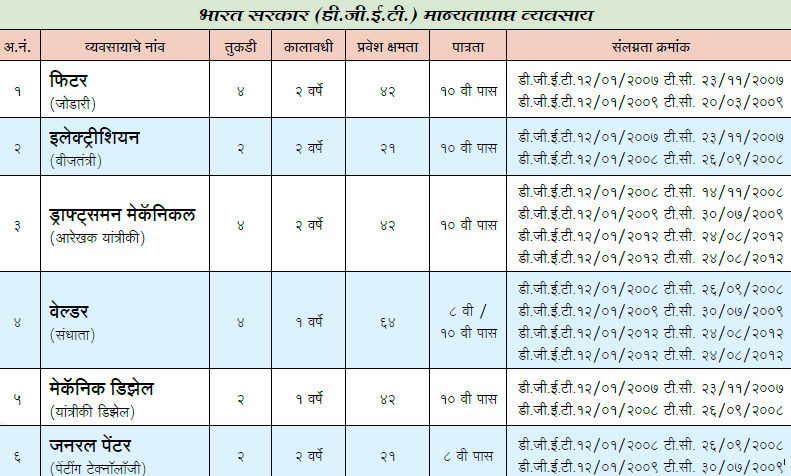 भारत सरकार (डी.जी.ई.टी.) मान्यताप्राप्त व्यवसाय
अ.नं. व्यवसायाचे नांव तुकडी कालावधी प्रवेश क्षमता पात्रता संलग्नता क्रमांक
१ फिटर (जोडारी) ४ २ वर्षे ४२ १० वी पास
डी.जी.ई.टी.१२/०१/२००७ टी.सी. २३/११/२००७
डी.जी.ई.टी.१२/०१/२००९ टी.सी. २०/०३/२००९
२ इलेक्ट्रीशियन (वीजतंत्री) २ २ वर्षे २१ १० वी पास
डी.जी.ई.टी.१२/०१/२००७ टी.सी. २३/११/२००७
डी.जी.ई.टी.१२/०१/२००८ टी.सी. २६/०९/२००८
३ ड्राफ्ट्समन मेकॅनिकल (आरेखक यांत्रीकी) ४ २ वर्षे ४२ १० वी पास
डी.जी.ई.टी.१२/०१/२००८ टी.सी. १४/११/२००८
डी.जी.ई.टी.१२/०१/२००९ टी.सी. ३०/०७/२००९
डी.जी.ई.टी.१२/०१/२०१२ टी.सी. २४/०८/२०१२
डी.जी.ई.टी.१२/०१/२०१२ टी.सी. २४/०८/२०१२
४ वेल्डर (संधाता) ४ १ वर्षे ६४ ८ वी / १० वी पास
डी.जी.ई.टी.१२/०१/२००८ टी.सी. २६/०९/२००८
डी.जी.ई.टी.१२/०१/२००९ टी.सी. ३०/०७/२००९
डी.जी.ई.टी.१२/०१/२०१२ टी.सी. २४/०८/२०१२
डी.जी.ई.टी.१२/०१/२०१२ टी.सी. २४/०८/२०१२
५ मेकॅनिक डिझेल (यांत्रीकी डिझेल) २ १ वर्षे ४२ १० वी पास
डी.जी.ई.टी.१२/०१/२००७ टी.सी. २३/११/२००७
डी.जी.ई.टी.१२/०१/२००८ टी.सी. २६/०९/२००८
६ जनरल पेंटर (पेंटींग टेक्नॉलॉजी) २ २ वर्षे २१ ८ वी पास
डी.जी.ई.टी.१२/०१/२००८ टी.सी. २६/०९/२००८
डी.जी.ई.टी.१२/०१/२००९ टी.सी. ३०/०७/२००९